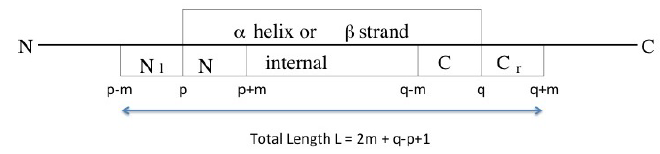 α helix or β strand
N C
N l N internal C C r
p-m p p+m q-m q q+m
Total Length L = 2m + q-p+1